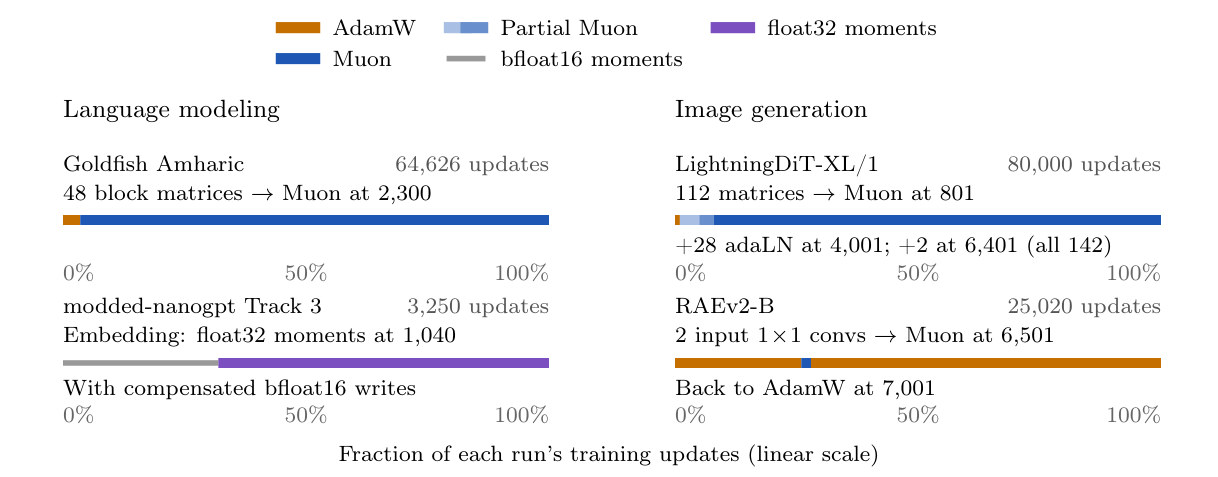 AdamW
Partial Muon
float32 moments
Muon
bfloat16 moments
Language modeling
Goldfish Amharic
64,626 updates
48 block matrices → Muon at 2,300
0%
50%
100%
modded-nanogpt Track 3
3,250 updates
Embedding: float32 moments at 1,040
With compensated bfloat16 writes
0%
50%
100%
Image generation
LightningDiT-XL/1
80,000 updates
112 matrices → Muon at 801
+28 adaLN at 4,001; +2 at 6,401 (all 142)
0%
50%
100%
RAEv2-B
25,020 updates
2 input 1×1 convs → Muon at 6,501
Back to AdamW at 7,001
0%
50%
100%
Fraction of each run's training updates (linear scale)